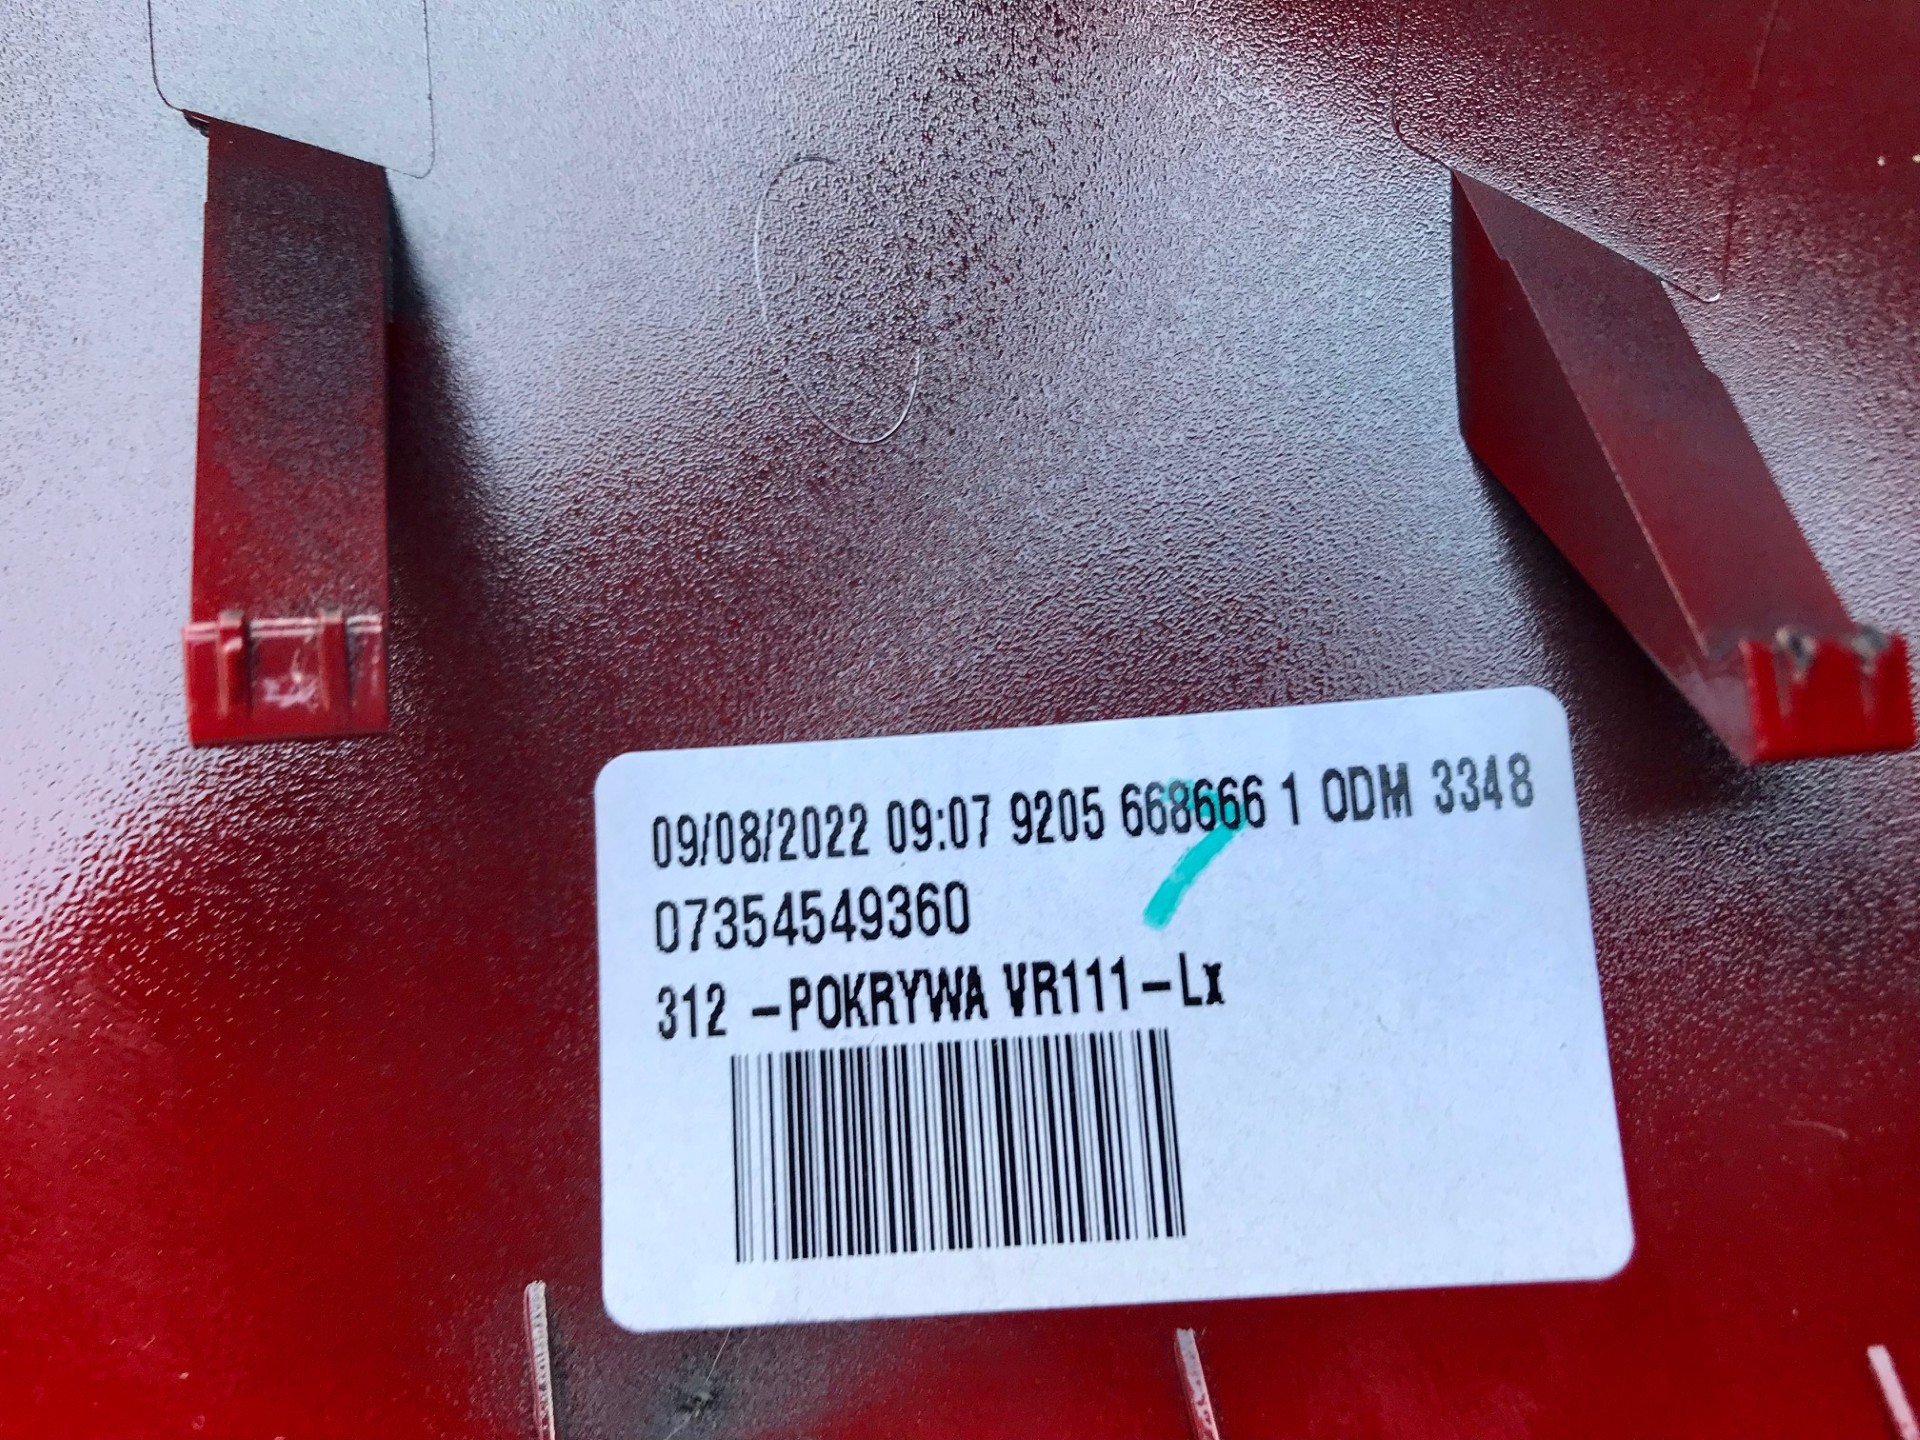 09/08/2022 09:07 9205 668666 1 ODM 3348
07354549360
312 -POKRYWA VR111-Lx